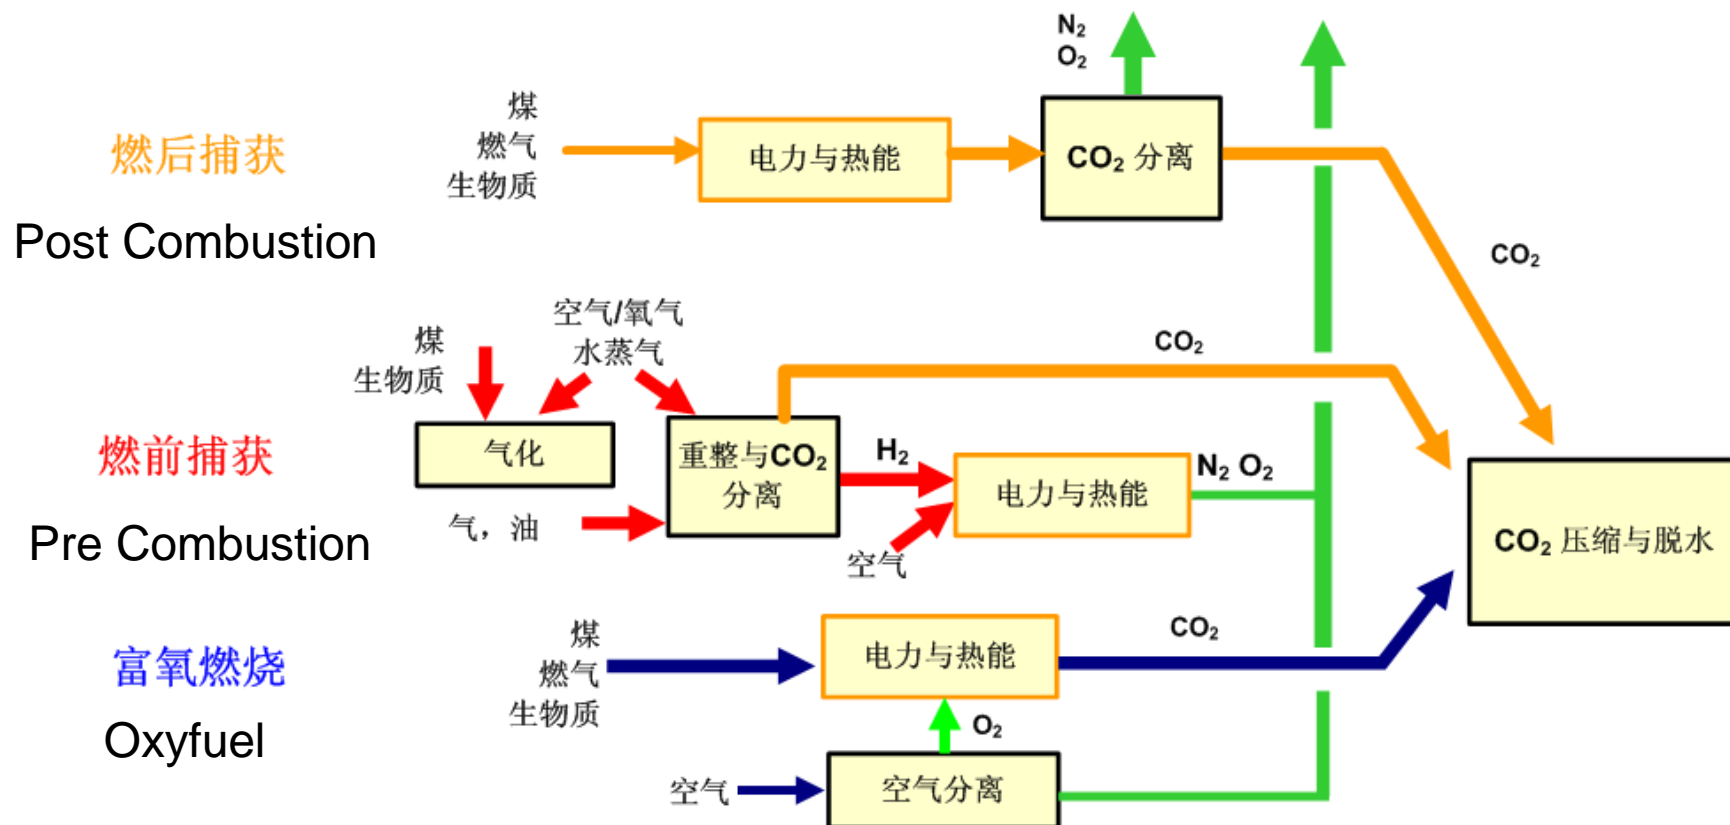 N₂
O₂
煤
燃气
生物质
燃后捕获
Post Combustion
电力与热能
CO₂ 分离
CO₂
空气/氧气
水蒸气
煤
生物质
CO₂
燃前捕获
Pre Combustion
气化
气，油
重整与CO₂
分离
H₂
空气
电力与热能
N₂ O₂
CO₂ 压缩与脱水
富氧燃烧
Oxyfuel
煤
燃气
生物质
电力与热能
CO₂
O₂
空气
空气分离